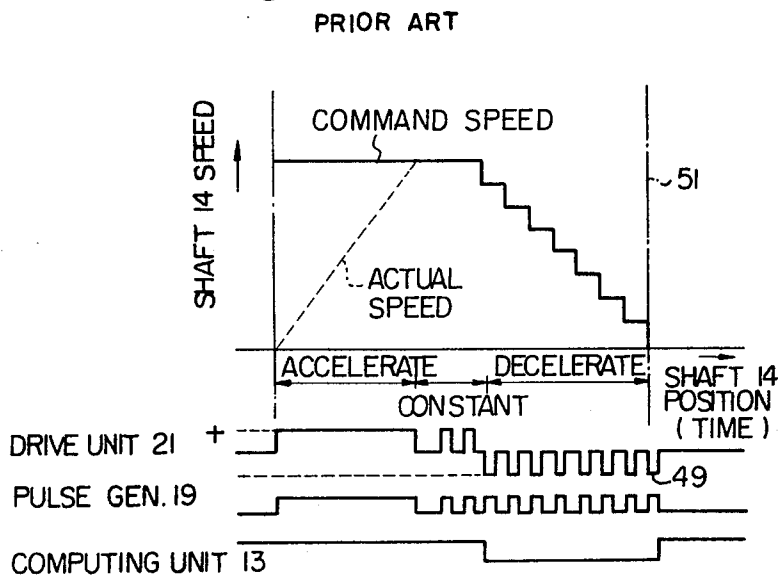 PRIOR ART
COMMAND SPEED
SHAFT 14 SPEED
51
ACTUAL
SPEED
ACCELERATE
DECELERATE
CONSTANT
SHAFT 14
POSITION
(TIME)
DRIVE UNIT 21
+
49
PULSE GEN. 19
COMPUTING UNIT 13